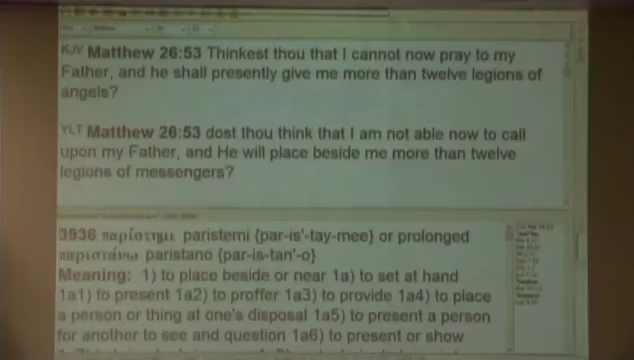 KJV Matthew 26:53 Thinkest thou that I cannot now pray to my
Father, and he shall presently give me more than twelve legions of
angels?
YLT Matthew 26:53 dost thou think that I am not able now to call
upon my Father, and He will place beside me more than twelve
legions of messengers?
3936 παρίστημι paristemi {par-is'-tay-mee} or prolonged
παριστάνω paristano {par-is-tan'-o}
Meaning: 1) to place beside or near 1a) to set at hand
1a1) to present 1a2) to proffer 1a3) to provide 1a4) to place
a person or thing at one's disposal 1a5) to present a person
for another to see and question 1a6) to present or show